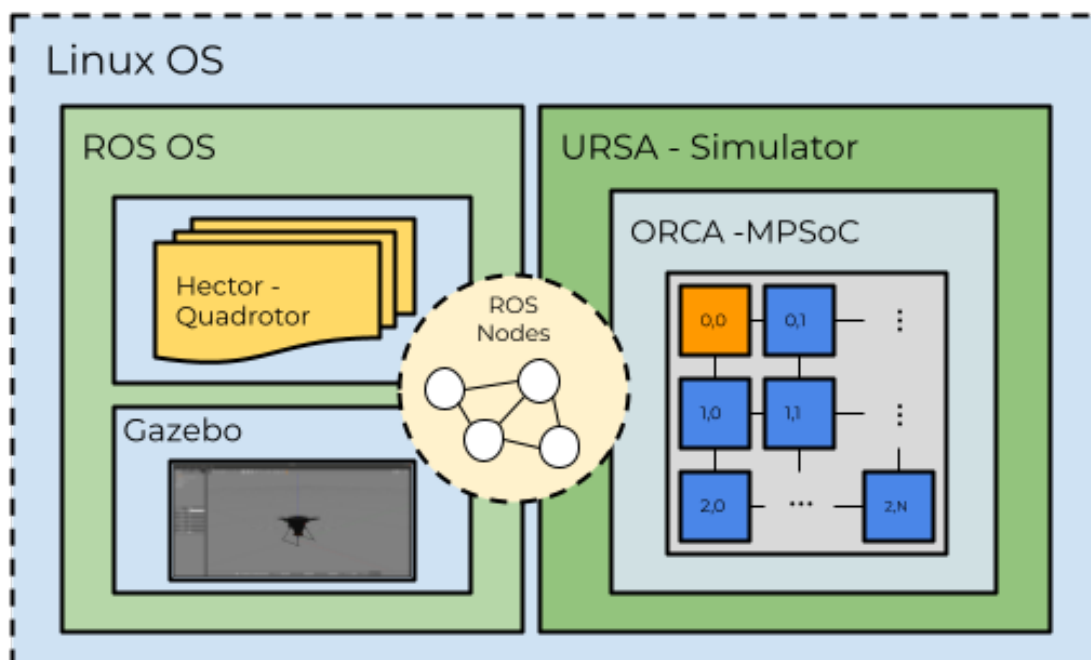 Linux OS
ROS OS
URSA - Simulator
Hector -
Quadrotor
ROS
Nodes
ORCA -MPSoC
0,0
0,1
1,0
1,1
2,0
2,N
Gazebo